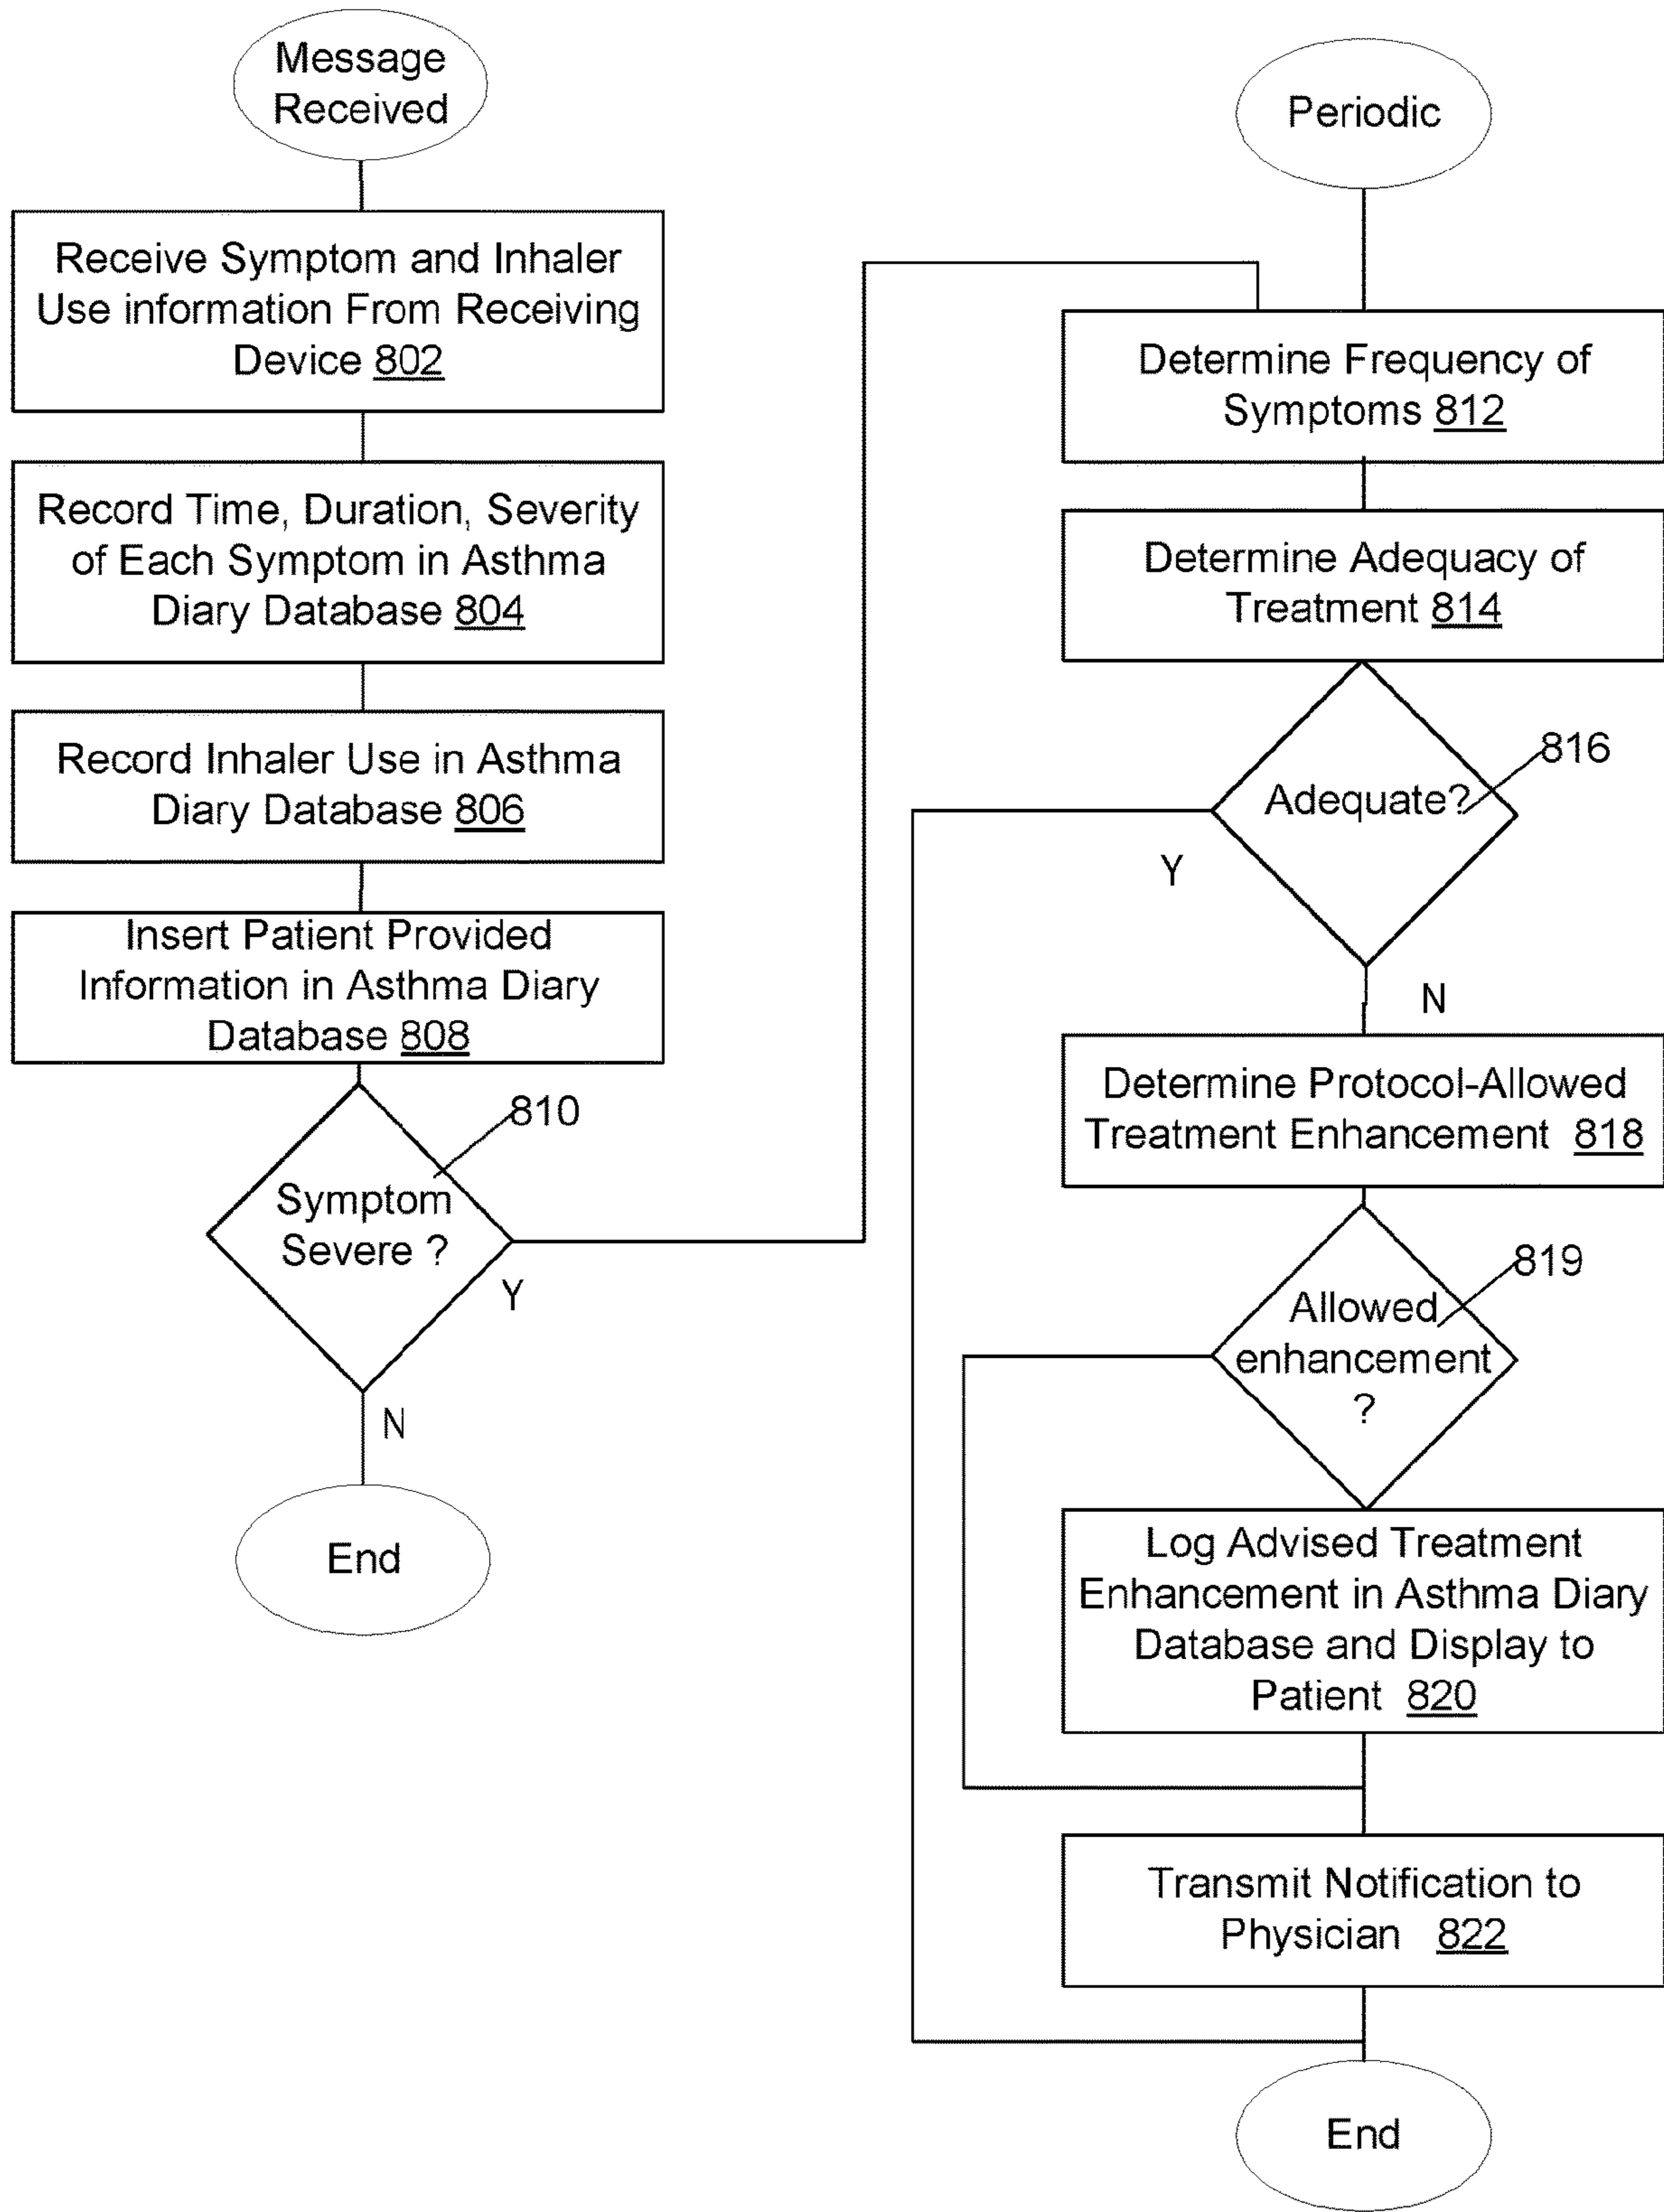 Message
Received
Receive Symptom and Inhaler
Use information From Receiving
Device 802
Record Time, Duration, Severity
of Each Symptom in Asthma
Diary Database 804
Record Inhaler Use in Asthma
Diary Database 806
Insert Patient Provided
Information in Asthma Diary
Database 808
810
Symptom
Severe ?
Y
N
End
Periodic
Determine Frequency of
Symptoms 812
Determine Adequacy of
Treatment 814
816
Adequate?
Y
N
Determine Protocol-Allowed
Treatment Enhancement 818
819
Allowed
enhancement
?
Log Advised Treatment
Enhancement in Asthma Diary
Database and Display to
Patient 820
Transmit Notification to
Physician 822
End